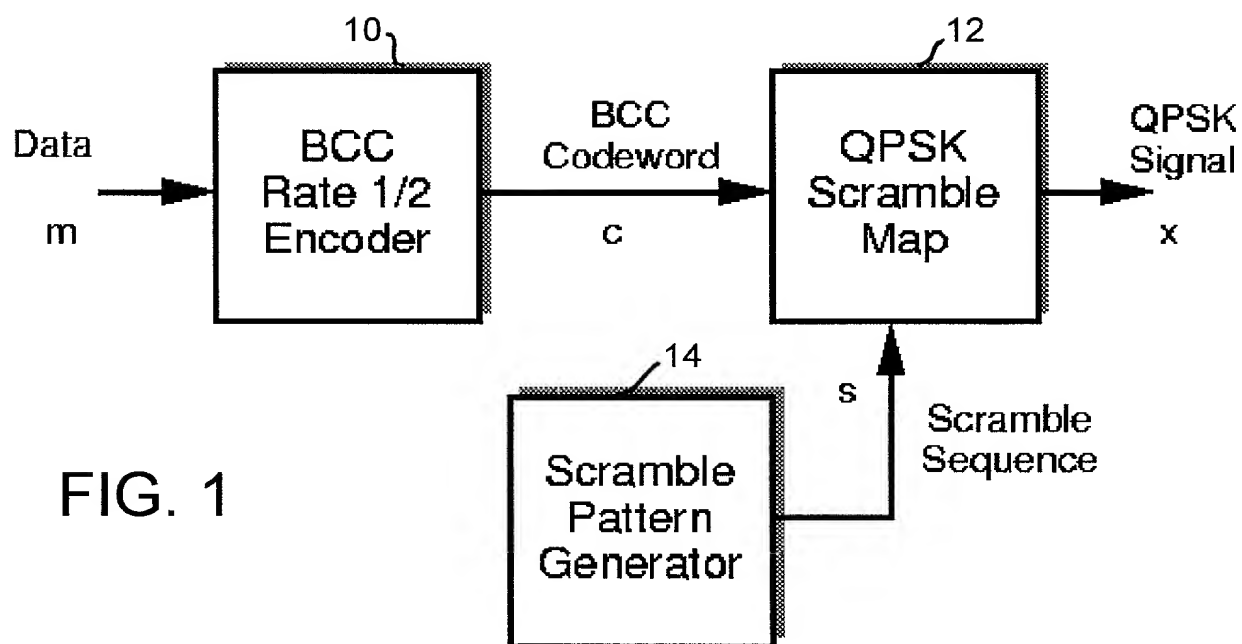 10
12
Data
m
BCC
Rate 1/2
Encoder
BCC
Codeword
c
QPSK
Scramble
Map
QPSK
Signal
x
14
s
Scramble
Sequence
Scramble
Pattern
Generator
FIG. 1